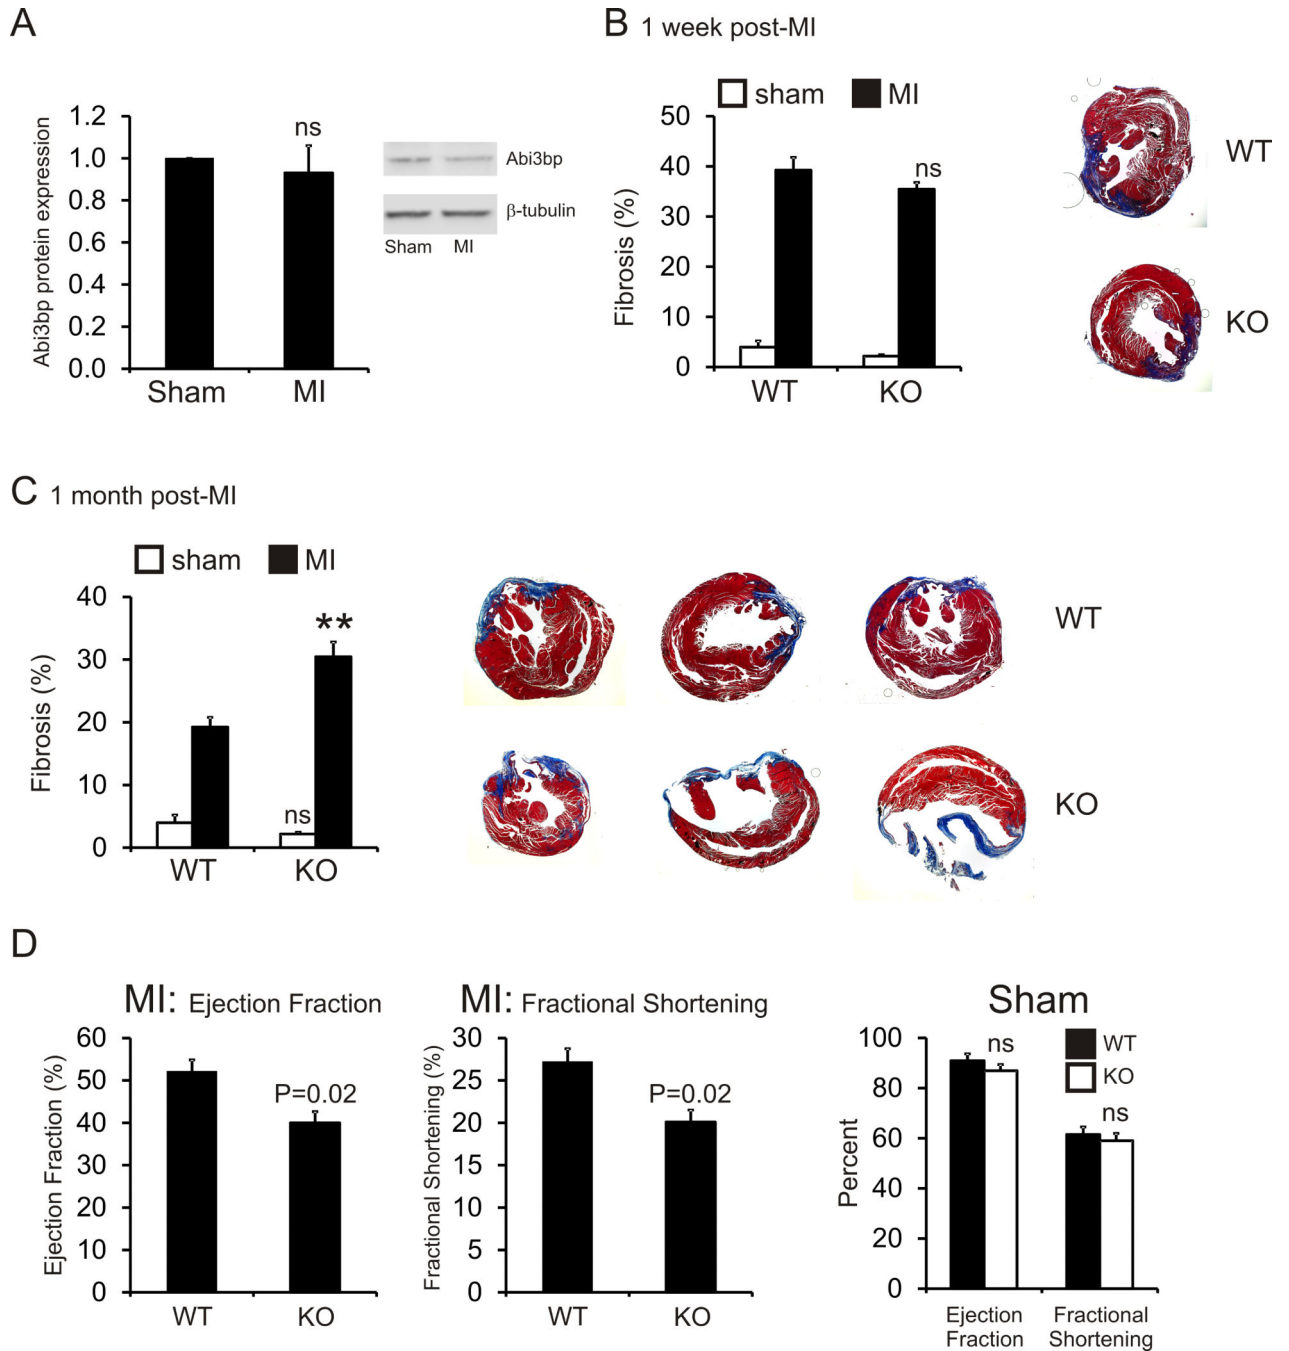 A
Abi3bp protein expression
1.2
1.0
0.8
0.6
0.4
0.2
0.0
ns
Sham
MI
Abi3bp
β-tubulin
Sham MI
B 1 week post-MI
sham MI
Fibrosis (%)
50
40
30
20
10
0
ns
WT
KO
WT
KO
C 1 month post-MI
sham MI
Fibrosis (%)
40
30
20
10
0
ns
**
WT
KO
WT
KO
D
MI: Ejection Fraction
Ejection Fraction (%)
60
50
40
30
20
10
0
P=0.02
WT
KO
MI: Fractional Shortening
Fractional Shortening (%)
30
25
20
15
10
5
0
P=0.02
WT
KO
Sham
WT
KO
Percent
100
80
60
40
20
0
ns
ns
Ejection
Fraction
Fractional
Shortening